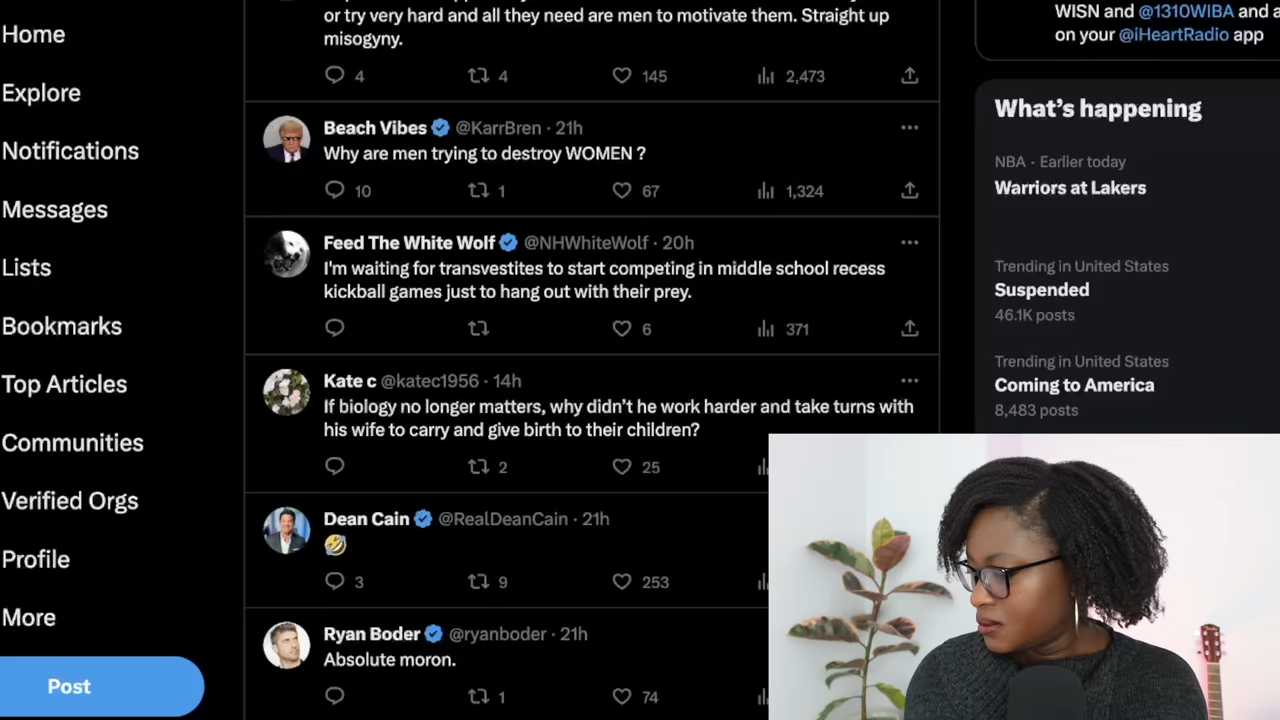 Home
Explore
Notifications
Messages
Lists
Bookmarks
Top Articles
Communities
Verified Orgs
Profile
More
Post
or try very hard and all they need are men to motivate them. Straight up
misogyny.
4 4 145 2,473
Beach Vibes @KarrBren · 21h
Why are men trying to destroy WOMEN ?
10 1 67 1,324
Feed The White Wolf @NHWhiteWolf · 20h
I'm waiting for transvestites to start competing in middle school recess
kickball games just to hang out with their prey.
6 371
Kate c @katec1956 · 14h
If biology no longer matters, why didn't he work harder and take turns with
his wife to carry and give birth to their children?
2 25
Dean Cain @RealDeanCain · 21h
🤣
3 9 253
Ryan Boder @ryanboder · 21h
Absolute moron.
1 74
WISN and @1310WIBA and a
on your @iHeartRadio app
What's happening
NBA · Earlier today
Warriors at Lakers
Trending in United States
Suspended
46.1K posts
Trending in United States
Coming to America
8,483 posts